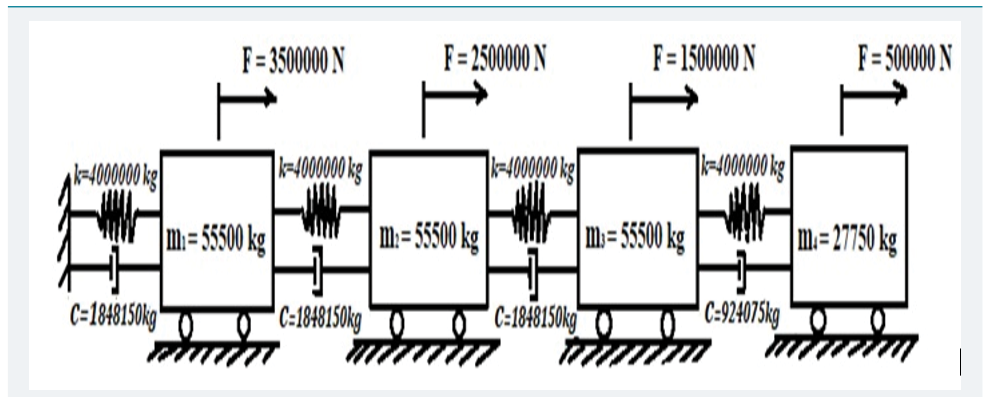 F = 3500000 N
F = 2500000 N
F = 1500000 N
F = 500000 N
k=4000000 kg
k=4000000 kg
k=4000000 kg
k=4000000 kg
m₁= 55500 kg
m₂= 55500 kg
m₃= 55500 kg
m₄= 27750 kg
C=1848150kg
C=1848150kg
C=1848150kg
C=924075kg